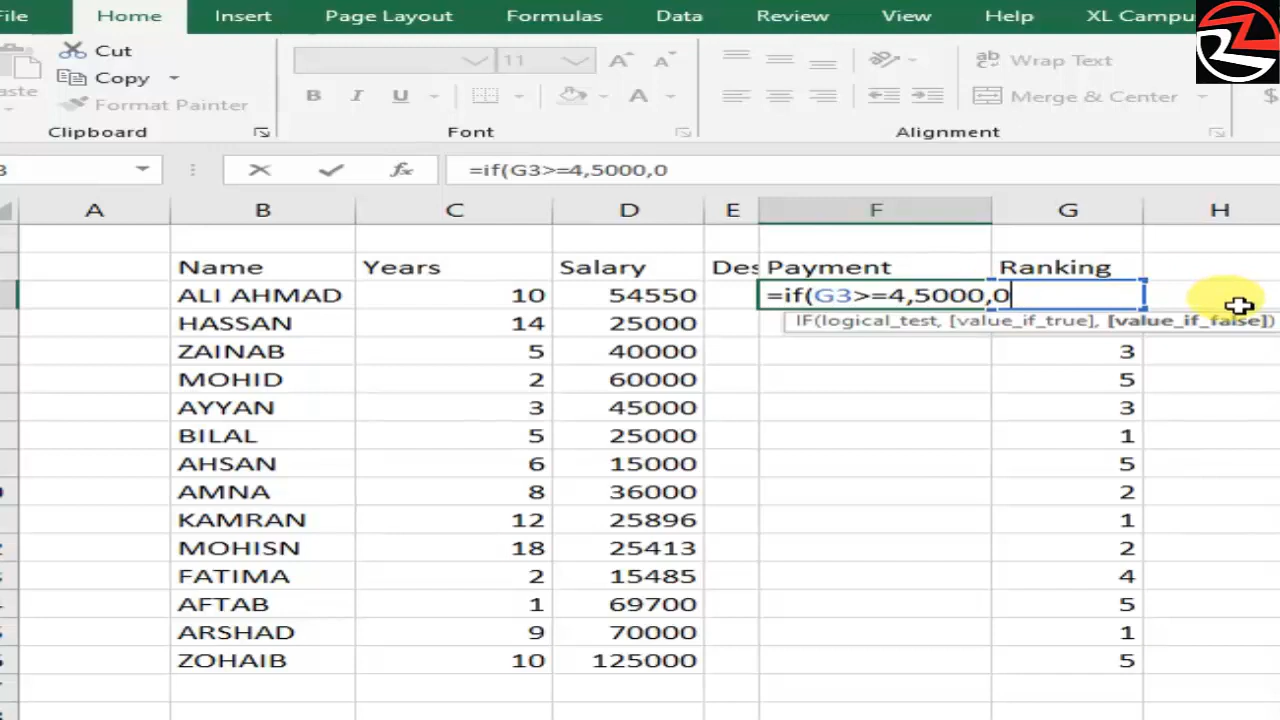 File Home Insert Page Layout Formulas Data Review View Help XL Campu
Cut
Copy
Format Painter
11
B I U
Wrap Text
Merge & Center
$
Clipboard Font Alignment
=if(G3>=4,5000,0
A B C D E F G H
Name Years Salary Des Payment Ranking
ALI AHMAD 10 54550 =if(G3>=4,5000,0
IF(logical_test, [value_if_true], [value_if_false])
HASSAN 14 25000
ZAINAB 5 40000 3
MOHID 2 60000 5
AYYAN 3 45000 3
BILAL 5 25000 1
AHSAN 6 15000 5
AMNA 8 36000 2
KAMRAN 12 25896 1
MOHISN 18 25413 2
FATIMA 2 15485 4
AFTAB 1 69700 5
ARSHAD 9 70000 1
ZOHAIB 10 125000 5